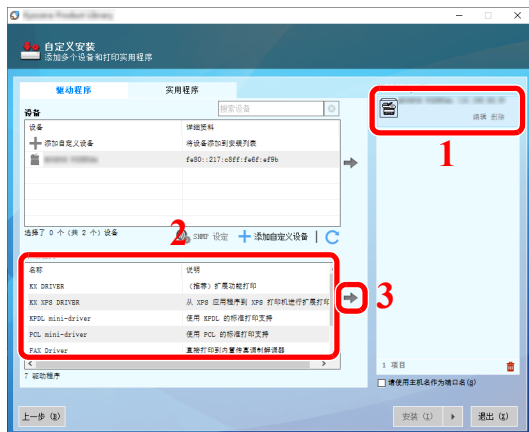 Kyocera Product Library
自定义安装
添加多个设备和打印实用程序
驱动程序
实用程序
设备
搜索设备
设备
详细资料
添加自定义设备
将设备添加到安装列表
fe80::217:c8ff:fe6f:ef9b
选择了 0 个(共 2 个)设备
SNMP 设定
添加自定义设备
名称
说明
KX DRIVER
(推荐)扩展功能打印
KX XPS DRIVER
从 XPS 应用程序到 XPS 打印机进行扩展打印
KPDL mini-driver
使用 KPDL 的标准打印支持
PCL mini-driver
使用 PCL 的标准打印支持
FAX Driver
直接打印到内置传真调制解调器
7 驱动程序
编辑 删除
1 项目
请使用主机名作为端口名(S)
上一步 (B)
安装 (I)
退出 (X)
1
2
3